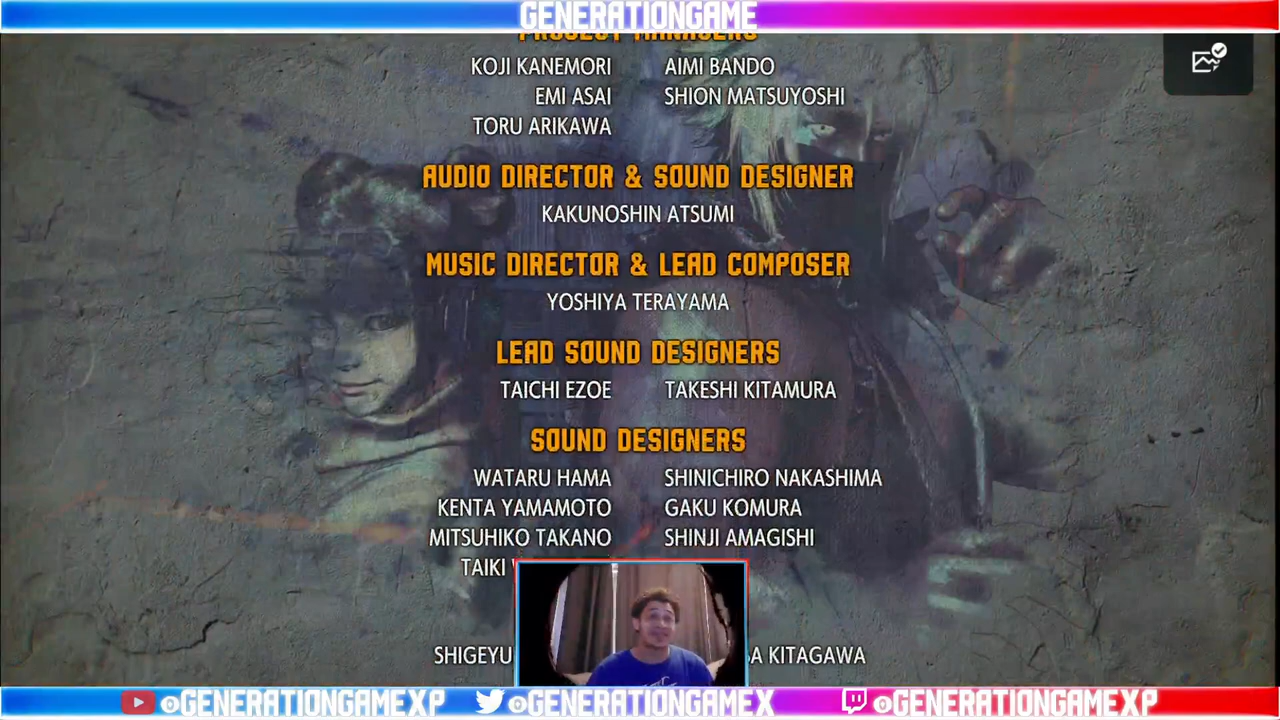 GENERATIONGAME
PROJECT MANAGERS
KOJI KANEMORI AIMI BANDO
EMI ASAI SHION MATSUYOSHI
TORU ARIKAWA
AUDIO DIRECTOR & SOUND DESIGNER
KAKUNOSHIN ATSUMI
MUSIC DIRECTOR & LEAD COMPOSER
YOSHIYA TERAYAMA
LEAD SOUND DESIGNERS
TAICHI EZOE TAKESHI KITAMURA
SOUND DESIGNERS
WATARU HAMA SHINICHIRO NAKASHIMA
KENTA YAMAMOTO GAKU KOMURA
MITSUHIKO TAKANO SHINJI AMAGISHI
TAIKI
KITAGAWA
@GENERATIONGAMEXP @GENERATIONGAMEX @GENERATIONGAMEXP